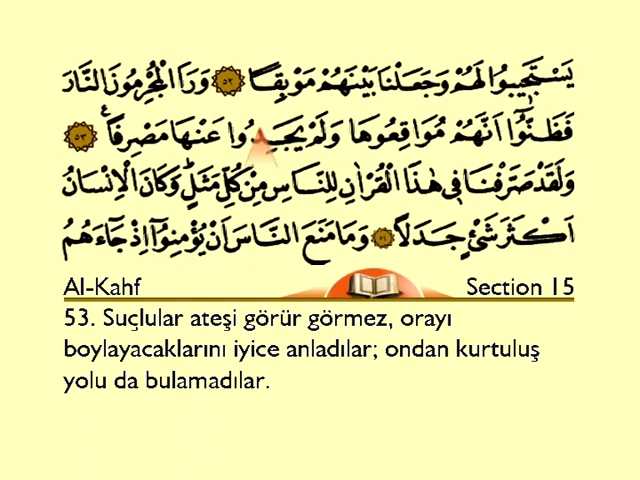 يَسْتَجِيبُوا لَهُمْ وَجَعَلْنَا بَيْنَهُمْ مَوْبِقًا ۝٥٢ وَرَاَ الْمُجْرِمُونَ النَّارَ
فَظَنُّٓوا اَنَّهُمْ مُوَاقِعُوهَا وَلَمْ يَجِدُوا عَنْهَا مَصْرِفًا ۝٥٣
وَلَقَدْ صَرَّفْنَا فِي هٰذَا الْقُرْاٰنِ لِلنَّاسِ مِنْ كُلِّ مَثَلٍۜ وَكَانَ الْاِنْسَانُ
اَكْثَرَ شَيْءٍ جَدَلًا ۝٥٤ وَمَا مَنَعَ النَّاسَ اَنْ يُؤْمِنُٓوا اِذْ جَٓاءَهُمُ
Al-Kahf Section 15
53. Suçlular ateşi görür görmez, orayı
boylayacaklarını iyice anladılar; ondan kurtuluş
yolu da bulamadılar.